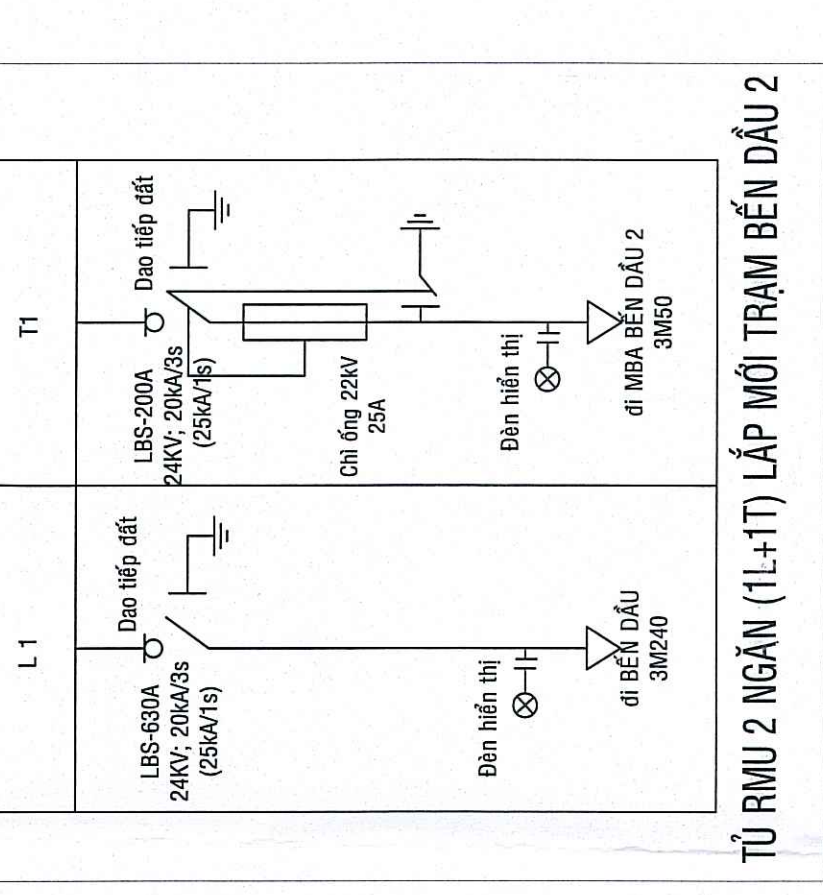 L 1
T1
LBS-630A
24KV; 20kA/3s
(25kA/1s)
Dao tiếp đất
Đèn hiển thị
đi BẾN DẦU
3M240
LBS-200A
24KV; 20kA/3s
(25kA/1s)
Dao tiếp đất
Chì ống 22kV
25A
Đèn hiển thị
đi MBA BẾN DẦU 2
3M50
TỦ RMU 2 NGĂN (1L+1T) LẮP MỚI TRẠM BẾN DẦU 2